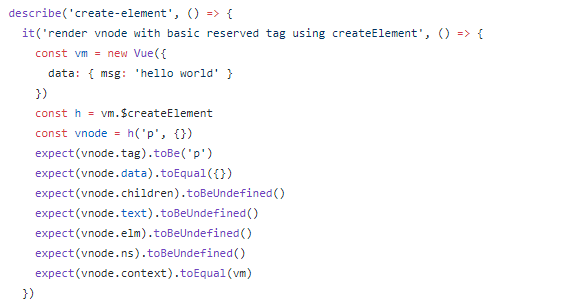 describe('create-element', () => {
  it('render vnode with basic reserved tag using createElement', () => {
    const vm = new Vue({
      data: { msg: 'hello world' }
    })
    const h = vm.$createElement
    const vnode = h('p', {})
    expect(vnode.tag).toBe('p')
    expect(vnode.data).toEqual({})
    expect(vnode.children).toBeUndefined()
    expect(vnode.text).toBeUndefined()
    expect(vnode.elm).toBeUndefined()
    expect(vnode.ns).toBeUndefined()
    expect(vnode.context).toEqual(vm)
  })